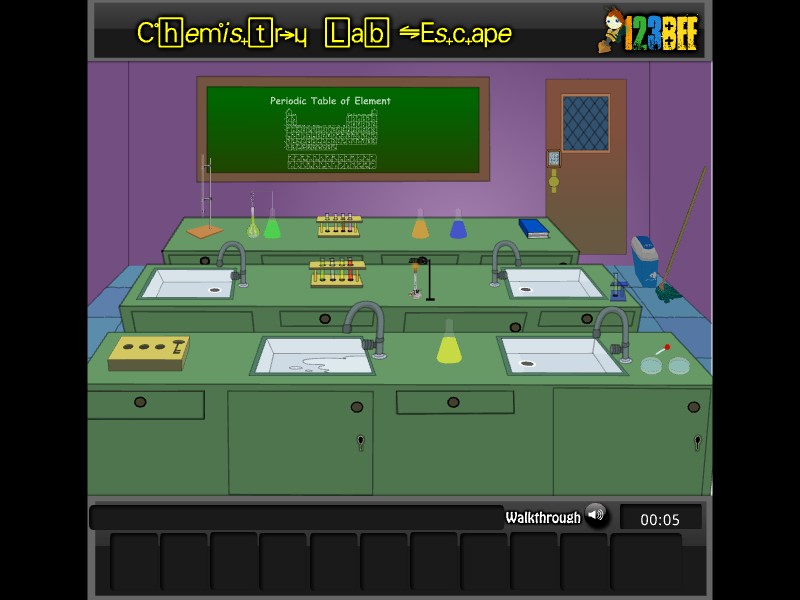 Chemistry Lab ⇌Escape
123BEE
Periodic Table of Element
Walkthrough
00:05